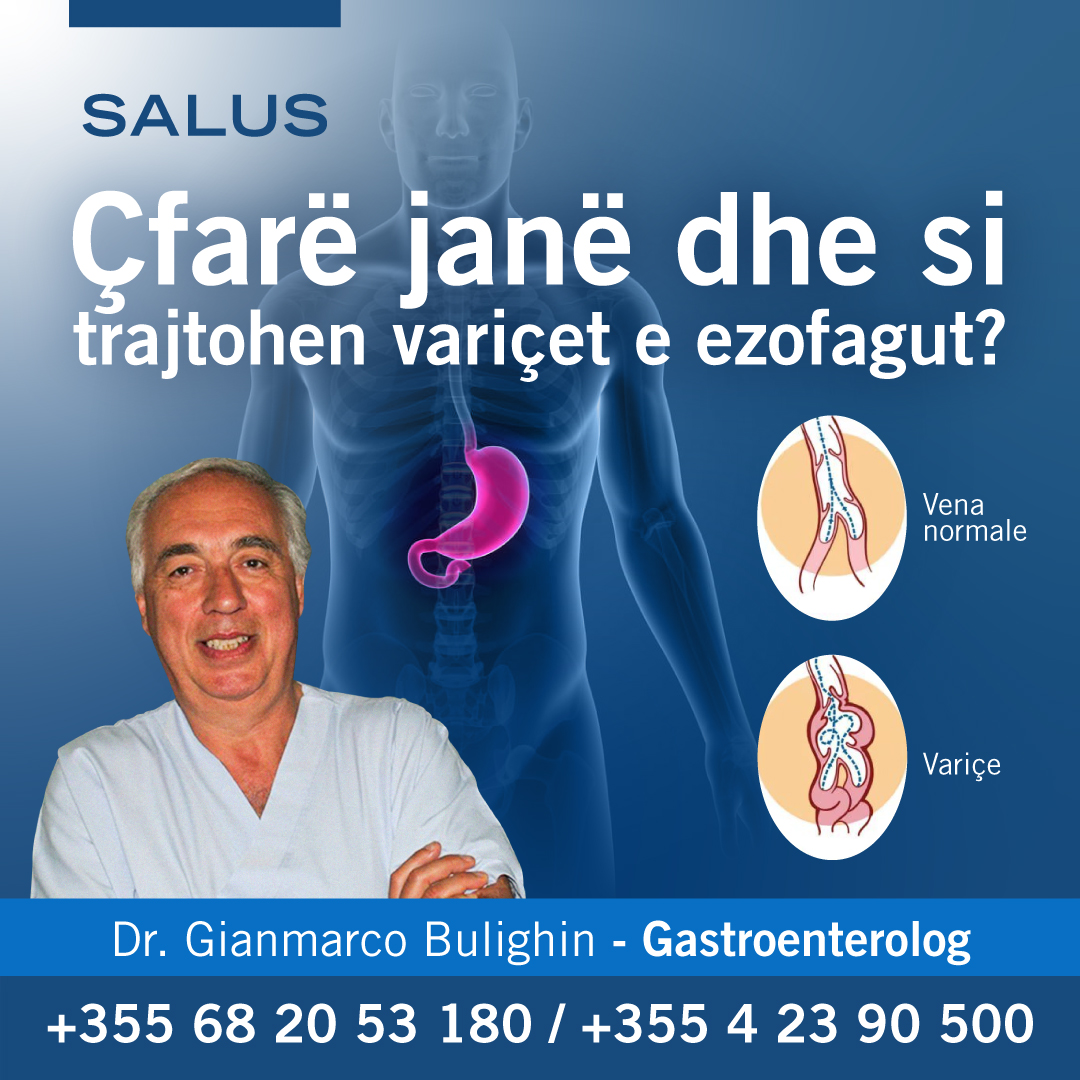 SALUS
Çfarë janë dhe si
trajtohen variçet e ezofagut?
Vena
normale
Variçe
Dr. Gianmarco Bulighin - Gastroenterolog
+355 68 20 53 180 / +355 4 23 90 500